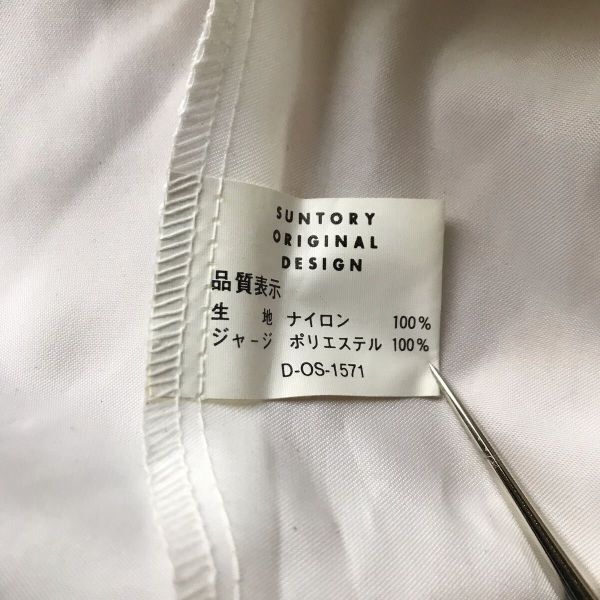 SUNTORY
ORIGINAL
DESIGN
品質表示
生 地 ナイロン 100%
ジャージ ポリエステル 100%
D-OS-1571